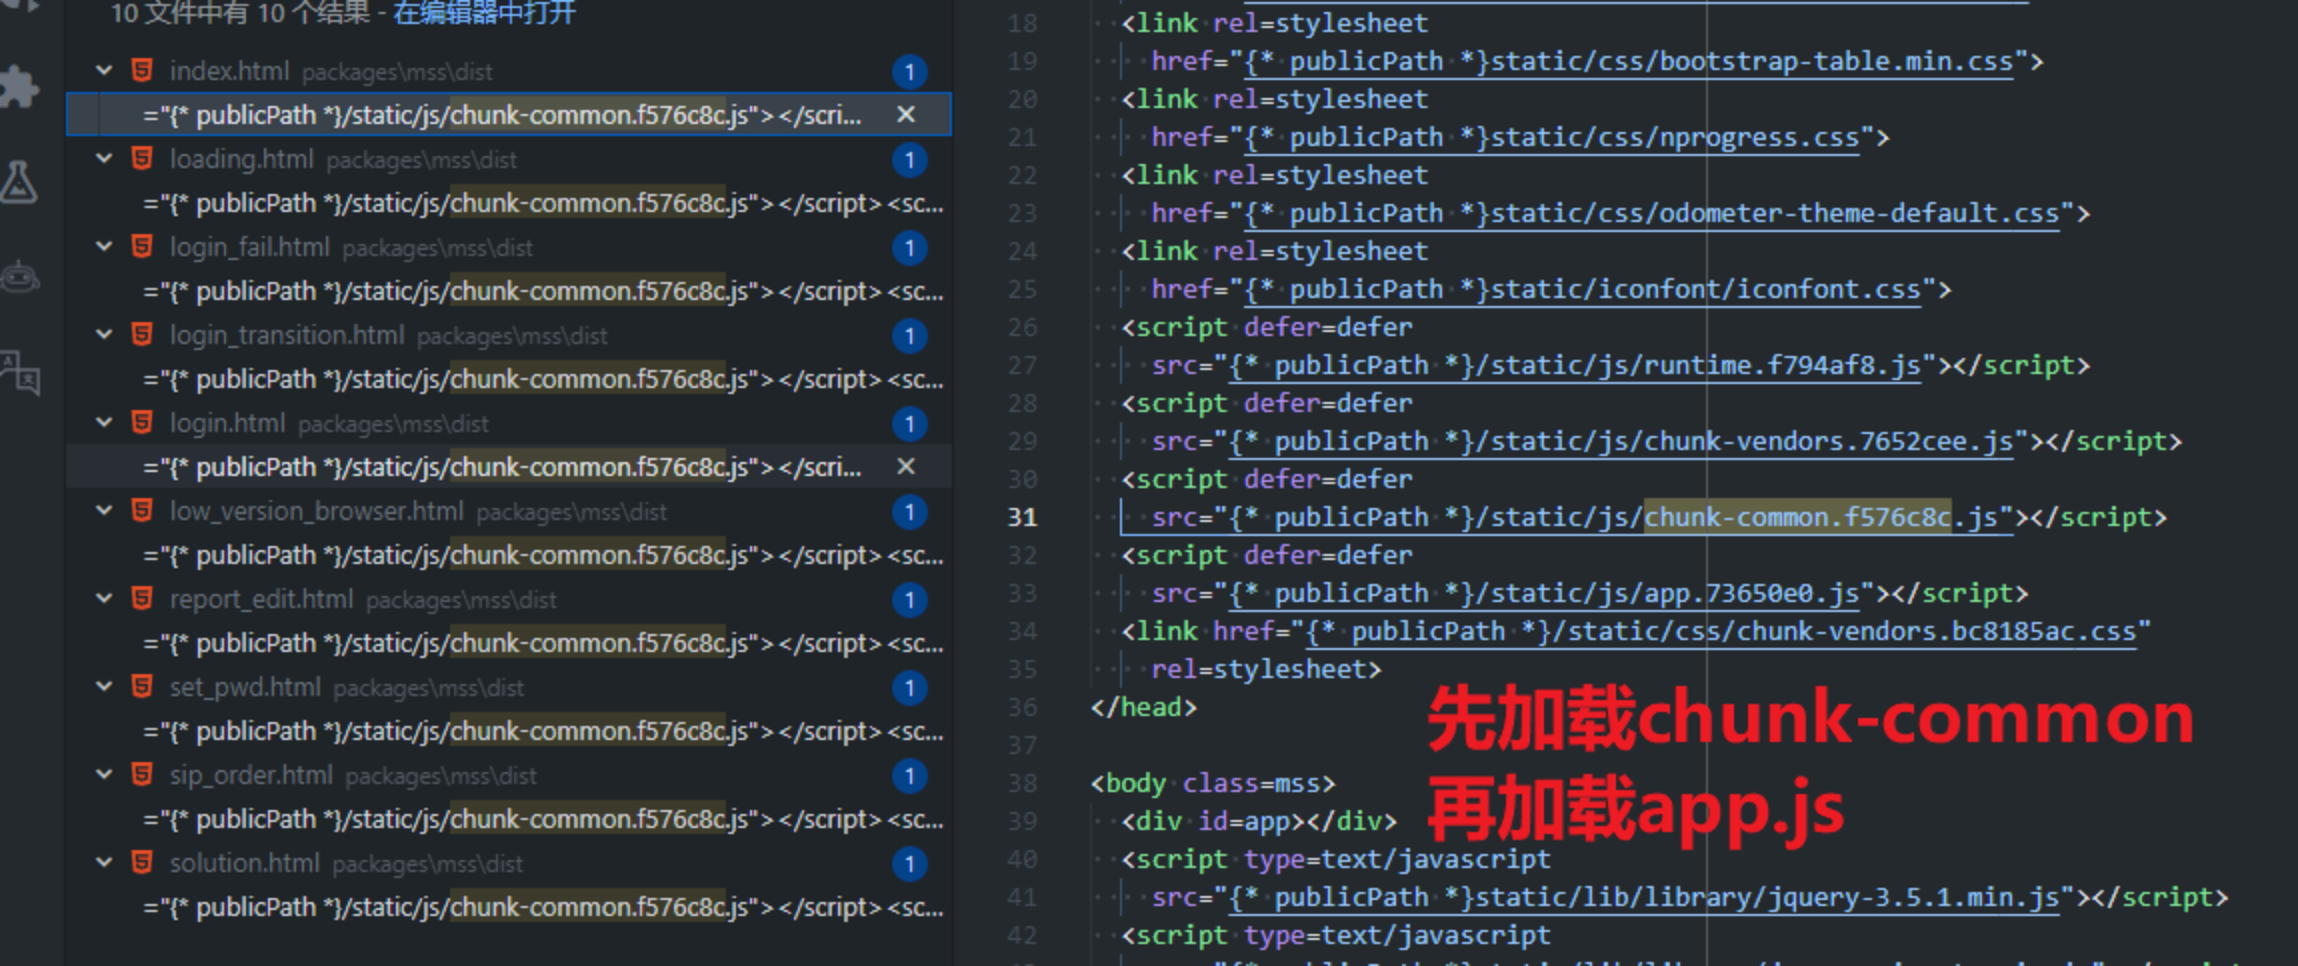 10 文件中有 10 个结果 - 在编辑器中打开
index.html packages\mss\dist 1
="{* publicPath *}/static/js/chunk-common.f576c8c.js"></scri...
loading.html packages\mss\dist 1
="{* publicPath *}/static/js/chunk-common.f576c8c.js"></script><sc...
login_fail.html packages\mss\dist 1
="{* publicPath *}/static/js/chunk-common.f576c8c.js"></script><sc...
login_transition.html packages\mss\dist 1
="{* publicPath *}/static/js/chunk-common.f576c8c.js"></script><sc...
login.html packages\mss\dist 1
="{* publicPath *}/static/js/chunk-common.f576c8c.js"></scri...
low_version_browser.html packages\mss\dist 1
="{* publicPath *}/static/js/chunk-common.f576c8c.js"></script><sc...
report_edit.html packages\mss\dist 1
="{* publicPath *}/static/js/chunk-common.f576c8c.js"></script><sc...
set_pwd.html packages\mss\dist 1
="{* publicPath *}/static/js/chunk-common.f576c8c.js"></script><sc...
sip_order.html packages\mss\dist 1
="{* publicPath *}/static/js/chunk-common.f576c8c.js"></script><sc...
solution.html packages\mss\dist 1
="{* publicPath *}/static/js/chunk-common.f576c8c.js"></script><sc...
18 <link rel=stylesheet
19 href="{* publicPath *}static/css/bootstrap-table.min.css">
20 <link rel=stylesheet
21 href="{* publicPath *}static/css/nprogress.css">
22 <link rel=stylesheet
23 href="{* publicPath *}static/css/odometer-theme-default.css">
24 <link rel=stylesheet
25 href="{* publicPath *}static/iconfont/iconfont.css">
26 <script defer=defer
27 src="{* publicPath *}/static/js/runtime.f794af8.js"></script>
28 <script defer=defer
29 src="{* publicPath *}/static/js/chunk-vendors.7652cee.js"></script>
30 <script defer=defer
31 src="{* publicPath *}/static/js/chunk-common.f576c8c.js"></script>
32 <script defer=defer
33 src="{* publicPath *}/static/js/app.73650e0.js"></script>
34 <link href="{* publicPath *}/static/css/chunk-vendors.bc8185ac.css"
35 rel=stylesheet>
36 </head>
37
38 <body class=mss>
39 <div id=app></div>
40 <script type=text/javascript
41 src="{* publicPath *}static/lib/library/jquery-3.5.1.min.js"></script>
42 <script type=text/javascript
先加载chunk-common
再加载app.js